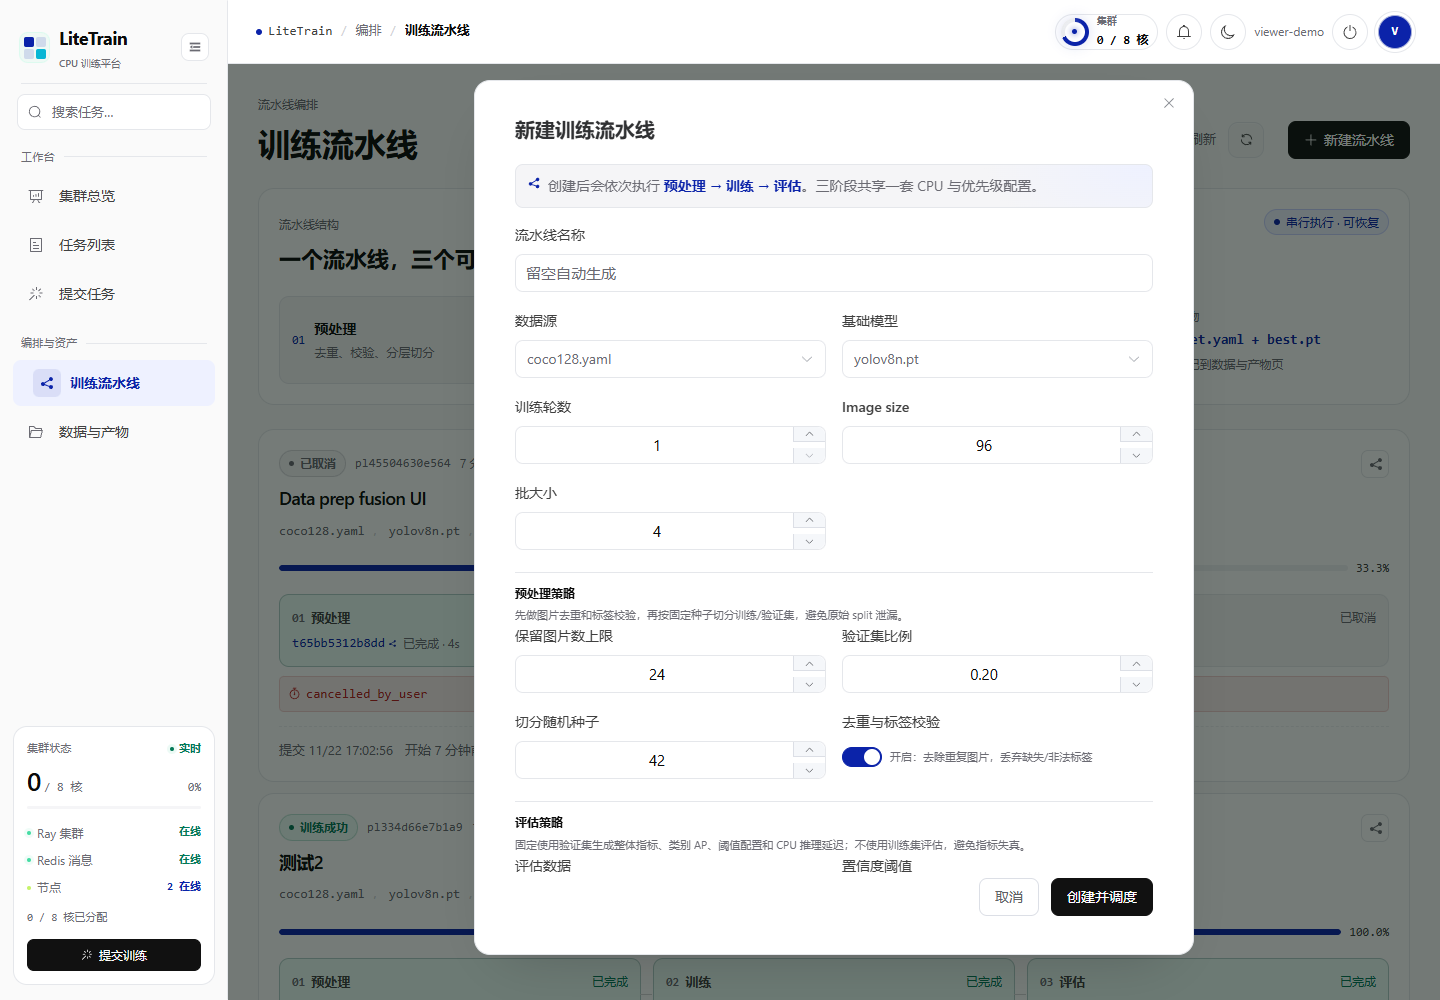 LiteTrain
CPU 训练平台
搜索任务...
工作台
集群总览
任务列表
提交任务
编排与资产
训练流水线
数据与产物
集群状态
实时
0 / 8 核
0%
Ray 集群
在线
Redis 消息
在线
节点
2 在线
0 / 8 核已分配
提交训练
LiteTrain / 编排 / 训练流水线
集群
0 / 8 核
viewer-demo
V
流水线编排
训练流水线
刷新
新建流水线
流水线结构
一个流水线，三个可
串行执行 · 可恢复
01
预处理
去重、校验、分层切分
et.yaml + best.pt
到数据与产物页
已取消
pl45504630e564
Data prep fusion UI
coco128.yaml
yolov8n.pt
33.3%
01 预处理
t65bb5312b8dd
已完成 · 4s
已取消
cancelled_by_user
提交 11/22 17:02:56
开始 7 分钟
训练成功
pl334d66e7b1a9
测试2
coco128.yaml
yolov8n.pt
100.0%
01 预处理
已完成
02 训练
已完成
03 评估
已完成
新建训练流水线
创建后会依次执行 预处理 → 训练 → 评估。三阶段共享一套 CPU 与优先级配置。
流水线名称
留空自动生成
数据源
基础模型
coco128.yaml
yolov8n.pt
训练轮数
Image size
1
96
批大小
4
预处理策略
先做图片去重和标签校验，再按固定种子切分训练/验证集，避免原始 split 泄漏。
保留图片数上限
验证集比例
24
0.20
切分随机种子
去重与标签校验
42
开启：去除重复图片，丢弃缺失/非法标签
评估策略
固定使用验证集生成整体指标、类别 AP、阈值配置和 CPU 推理延迟；不使用训练集评估，避免指标失真。
评估数据
置信度阈值
取消
创建并调度